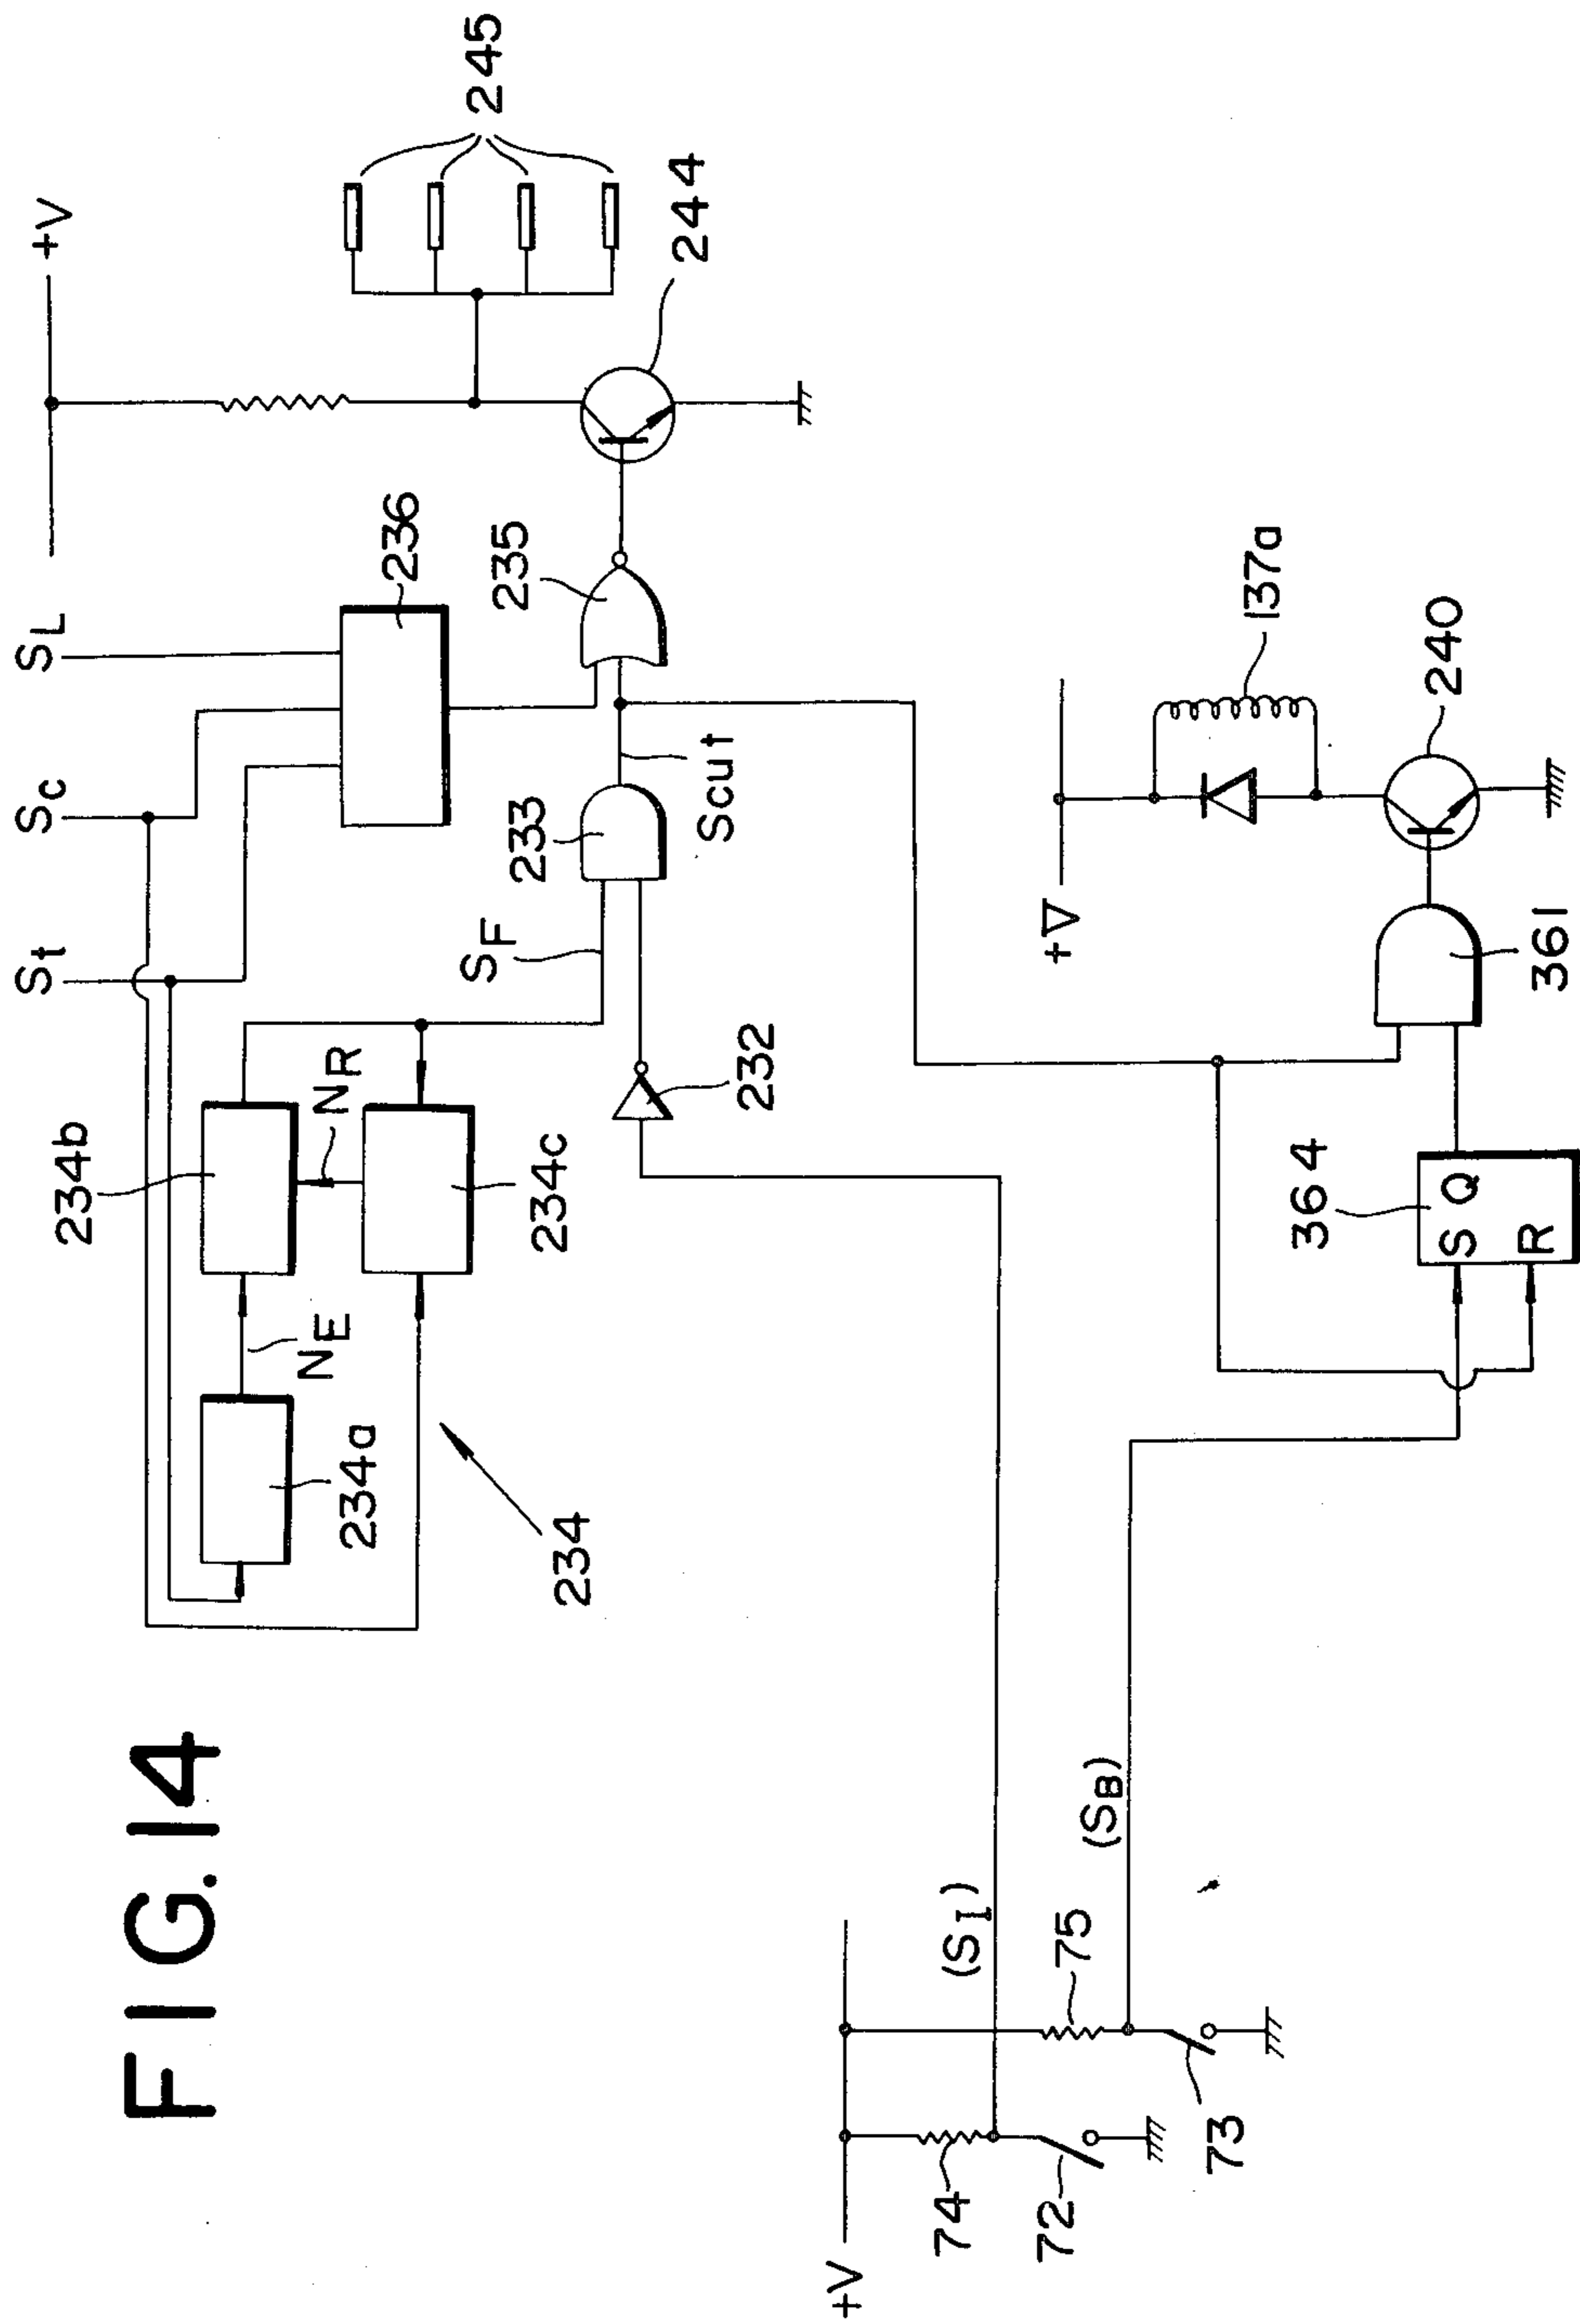 FIG.14
St
Sc
SL
+V
234b
NR
236
245
NE
SF
235
234a
234c
233
244
234
232
Scut
+V
137a
(SI)
(SB)
364
240
+V
74
75
S Q
R
361
72
73